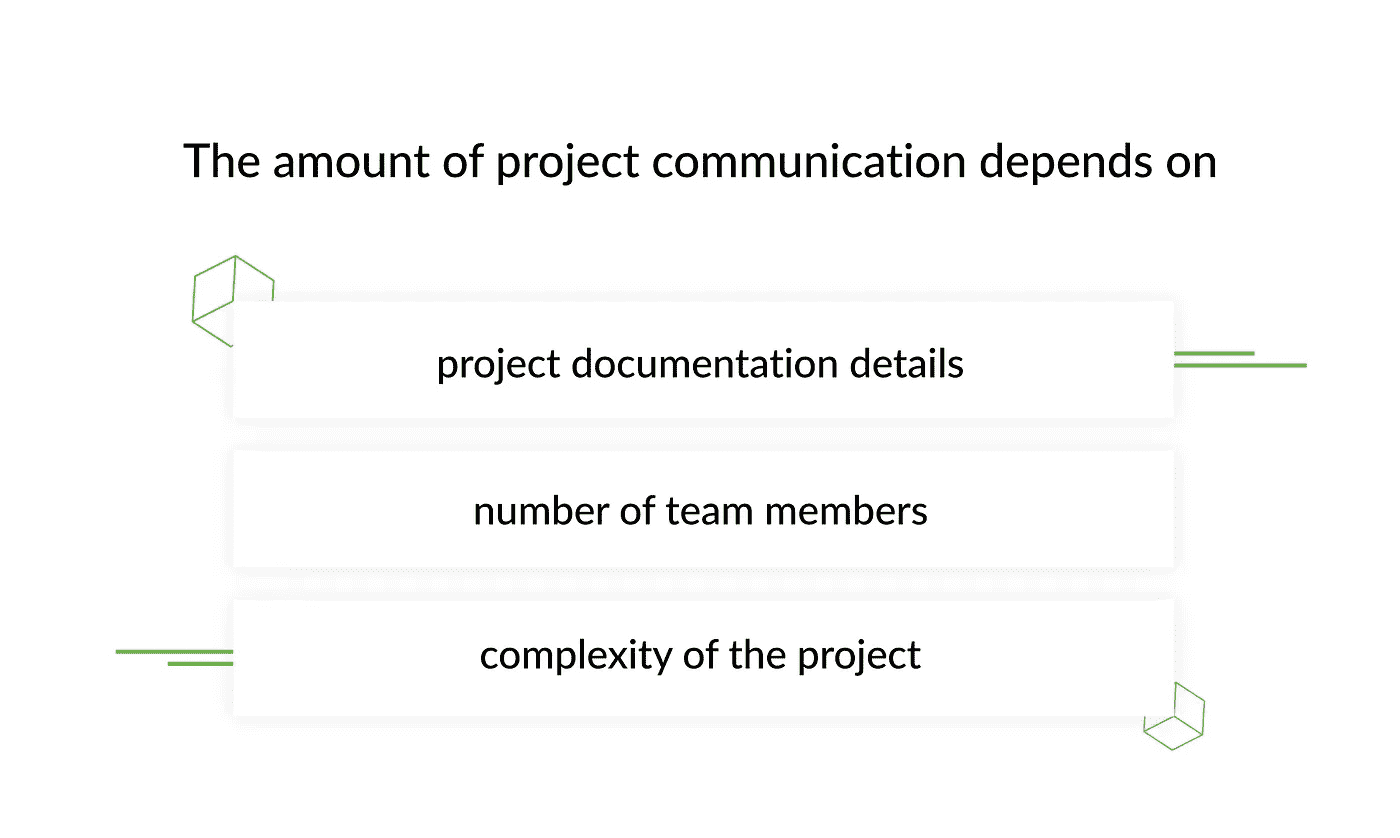 The amount of project communication depends on
project documentation details
number of team members
complexity of the project